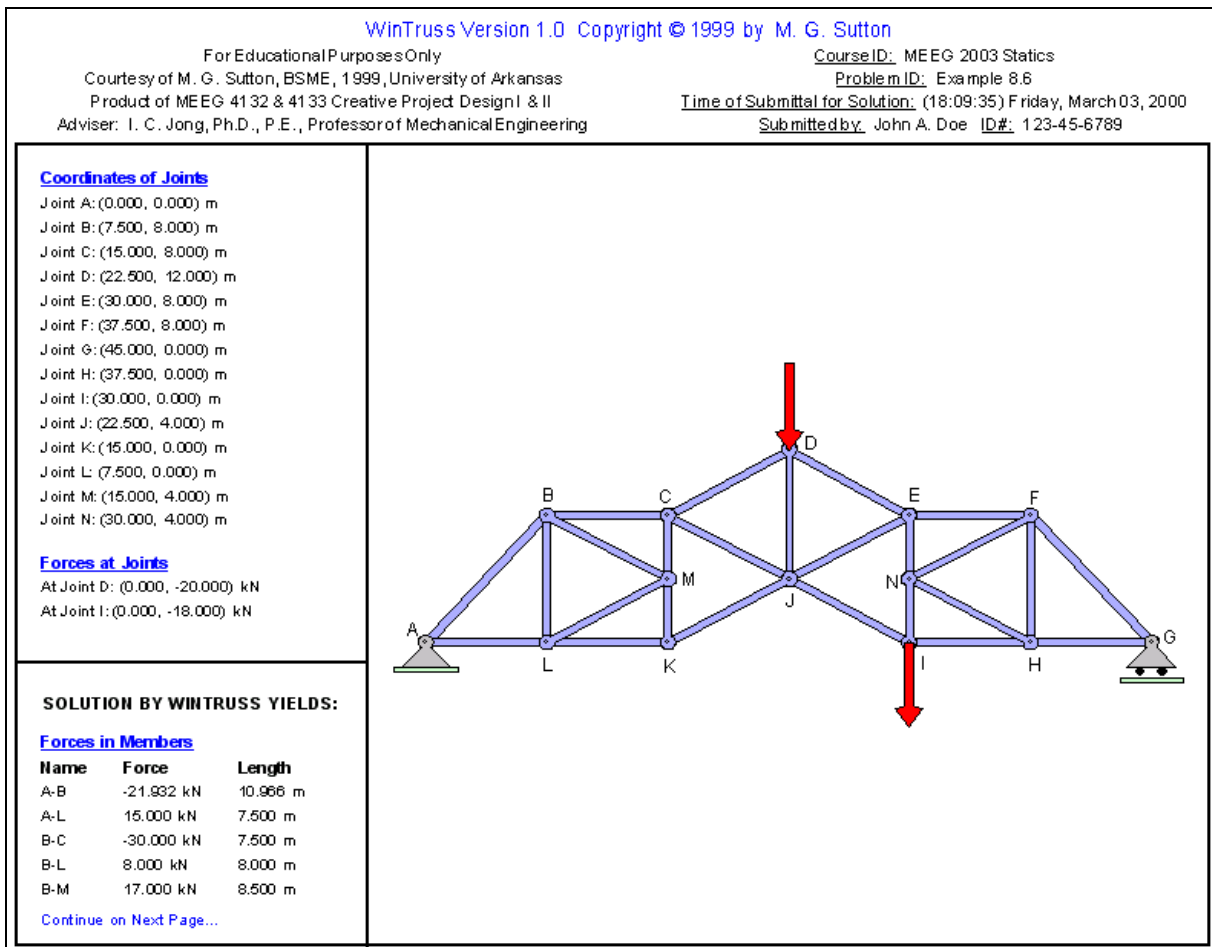 WinTruss Version 1.0 Copyright © 1999 by M. G. Sutton
For Educational Purposes Only
Courtesy of M. G. Sutton, BSME, 1999, University of Arkansas
Product of MEEG 4132 & 4133 Creative Project Design I & II
Adviser: I. C. Jong, Ph.D., P.E., Professor of Mechanical Engineering
Course ID: MEEG 2003 Statics
Problem ID: Example 8.6
Time of Submittal for Solution: (18:09:35) Friday, March 03, 2000
Submitted by: John A. Doe ID#: 123-45-6789
Coordinates of Joints
Joint A: (0.000, 0.000) m
Joint B: (7.500, 8.000) m
Joint C: (15.000, 8.000) m
Joint D: (22.500, 12.000) m
Joint E: (30.000, 8.000) m
Joint F: (37.500, 8.000) m
Joint G: (45.000, 0.000) m
Joint H: (37.500, 0.000) m
Joint I: (30.000, 0.000) m
Joint J: (22.500, 4.000) m
Joint K: (15.000, 0.000) m
Joint L: (7.500, 0.000) m
Joint M: (15.000, 4.000) m
Joint N: (30.000, 4.000) m
Forces at Joints
At Joint D: (0.000, -20.000) kN
At Joint I: (0.000, -18.000) kN
SOLUTION BY WINTRUSS YIELDS:
Forces in Members
Name Force Length
A-B -21.932 kN 10.966 m
A-L 15.000 kN 7.500 m
B-C -30.000 kN 7.500 m
B-L 8.000 kN 8.000 m
B-M 17.000 kN 8.500 m
Continue on Next Page...
D
B
C
E
F
M
N
J
A
G
L
K
I
H